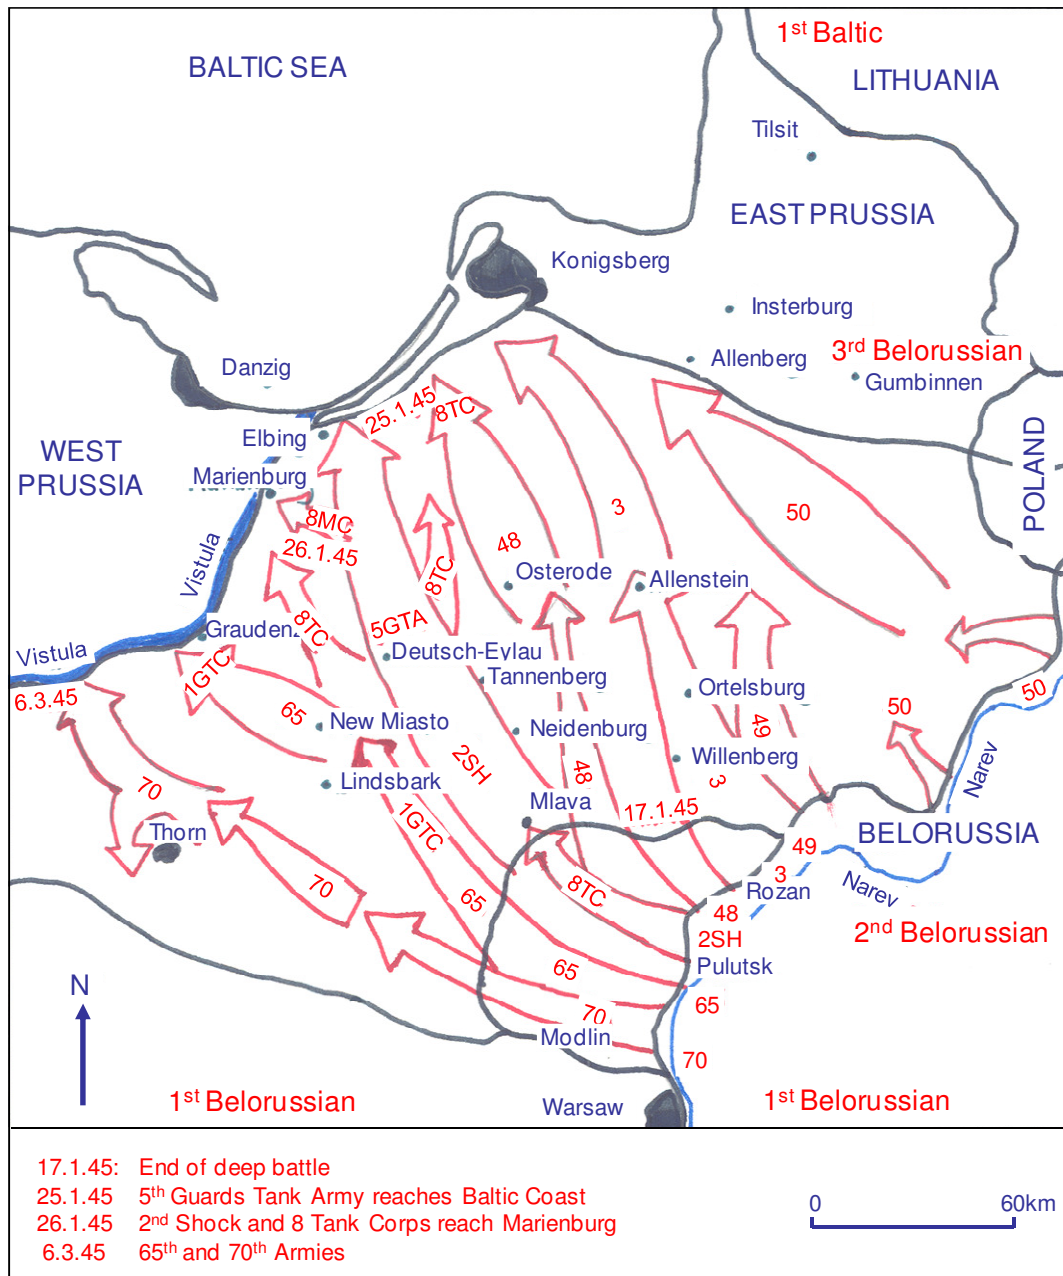 1st Baltic
BALTIC SEA
LITHUANIA
Tilsit
EAST PRUSSIA
Konigsberg
Insterburg
3rd Belorussian
Allenberg
Gumbinnen
Danzig
25.1.45
8TC
Elbing
WEST
PRUSSIA
Marienburg
POLAND
8MC
26.1.45
3
50
48
Osterode
Allenstein
8TC
Vistula
8TC
5GTA
Graudenz
Deutsch-Eylau
Vistula
Tannenberg
1GTC
6.3.45
Ortelsburg
50
50
65
New Miasto
Neidenburg
49
2SH
Willenberg
Narev
48
3
Lindsbark
70
Mlava
17.1.45
1GTC
Thorn
BELORUSSIA
49
3
Narev
70
8TC
Rozan
65
48
2SH
2nd Belorussian
Pulutsk
65
N
65
70
Modlin
70
1st Belorussian
Warsaw
1st Belorussian
17.1.45: End of deep battle
25.1.45 5th Guards Tank Army reaches Baltic Coast
26.1.45 2nd Shock and 8 Tank Corps reach Marienburg
6.3.45 65th and 70th Armies
0 60km